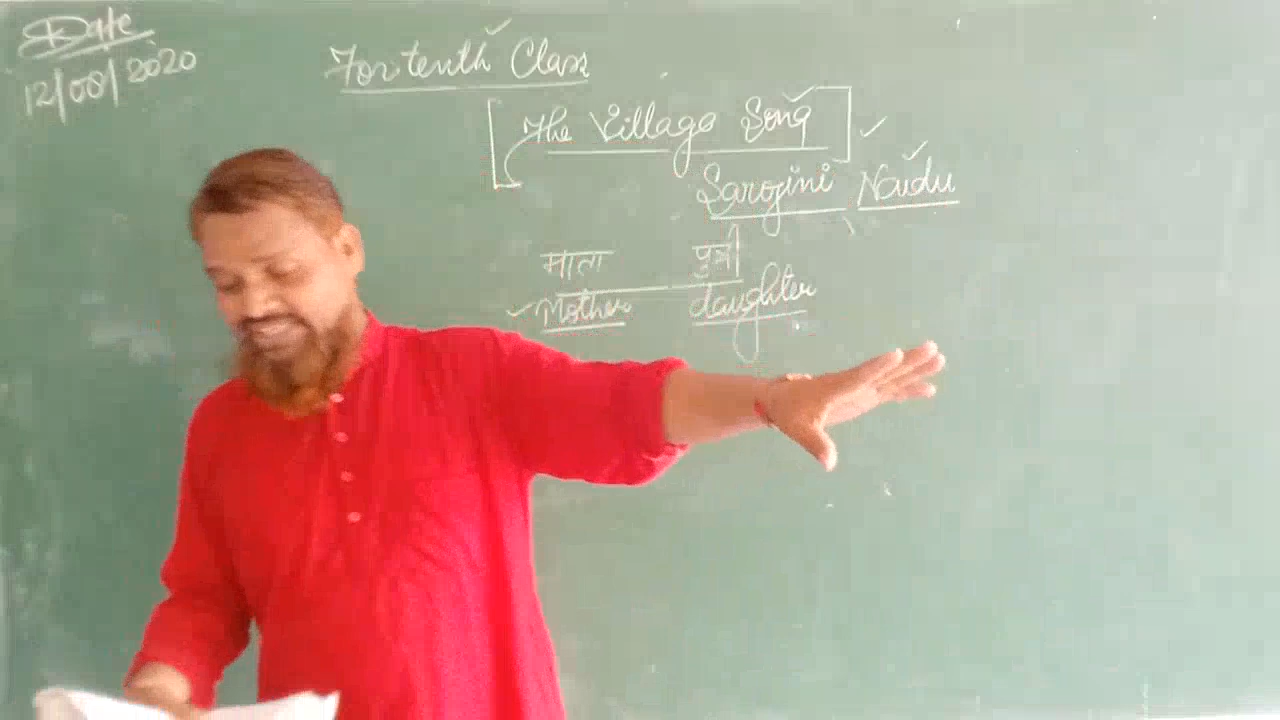 Date
12/08/2020
For tenth Class
[The Village Song]
Sarojini Naidu
माता पुत्री
Mother daughter